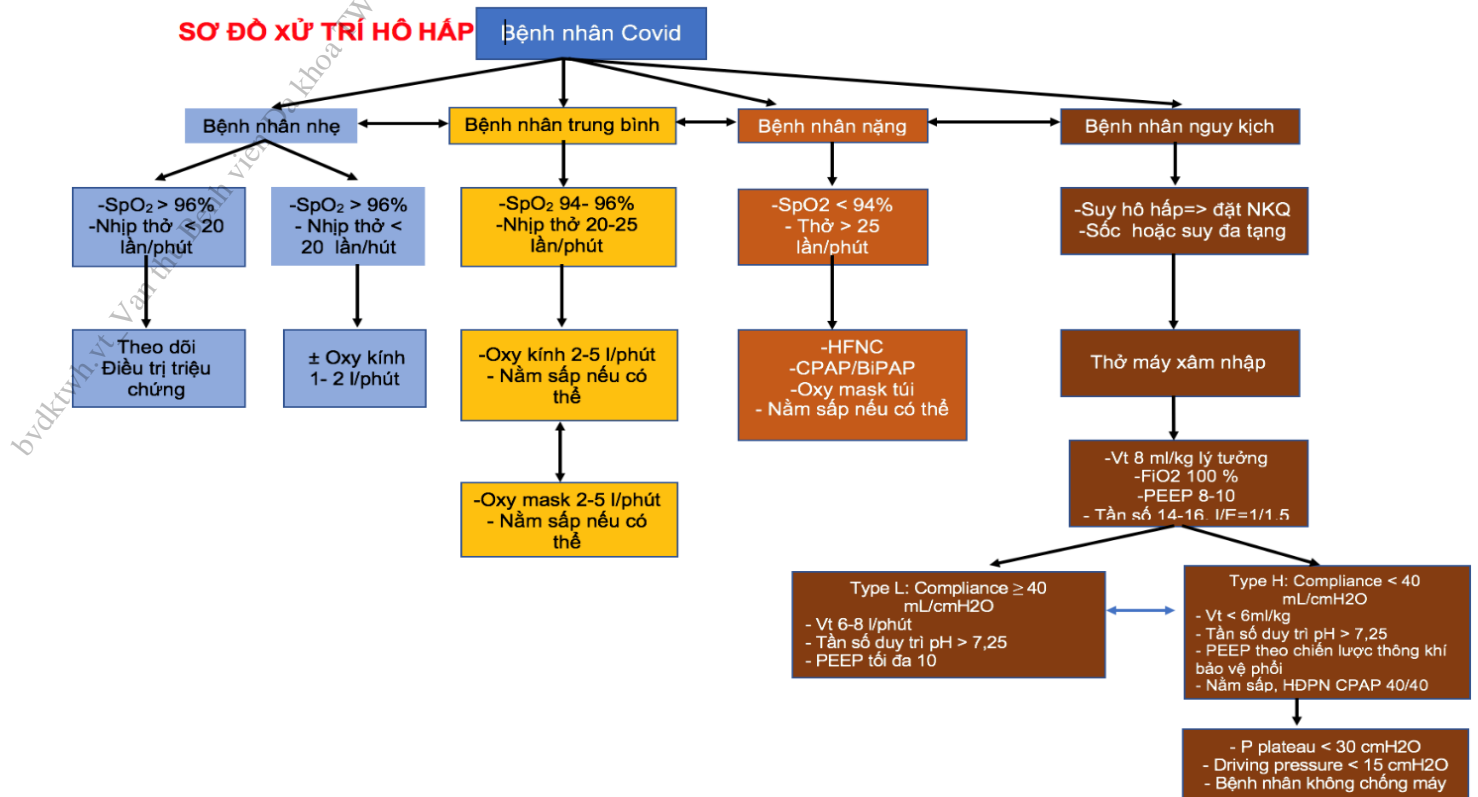 SƠ ĐỒ XỬ TRÍ HÔ HẤP
Bệnh nhân Covid
Bệnh nhân nhẹ
Bệnh nhân trung bình
Bệnh nhân nặng
Bệnh nhân nguy kịch
-SpO₂ > 96%
-Nhịp thở < 20
lần/phút
-SpO₂ > 96%
- Nhịp thở <
20 lần/hút
-SpO₂ 94- 96%
-Nhịp thở 20-25
lần/phút
-SpO2 < 94%
- Thở > 25
lần/phút
-Suy hô hấp=> đặt NKQ
-Sốc hoặc suy đa tạng
Theo dõi
Điều trị triệu
chứng
± Oxy kính
1- 2 l/phút
-Oxy kính 2-5 l/phút
- Nằm sấp nếu có
thể
-HFNC
-CPAP/BiPAP
-Oxy mask túi
- Nằm sấp nếu có thể
Thở máy xâm nhập
-Oxy mask 2-5 l/phút
- Nằm sấp nếu có
thể
-Vt 8 ml/kg lý tưởng
-FiO2 100 %
-PEEP 8-10
- Tần số 14-16, I/E=1/1.5
Type L: Compliance ≥ 40
mL/cmH2O
- Vt 6-8 l/phút
- Tần số duy trì pH > 7,25
- PEEP tối đa 10
Type H: Compliance < 40
mL/cmH2O
- Vt < 6ml/kg
- Tần số duy trì pH > 7,25
- PEEP theo chiến lược thông khí
bảo vệ phổi
- Nằm sấp, HĐPN CPAP 40/40
- P plateau < 30 cmH2O
- Driving pressure < 15 cmH2O
- Bệnh nhân không chống máy
bvdktwh.vt_Van thu Benh vien Da khoa TW